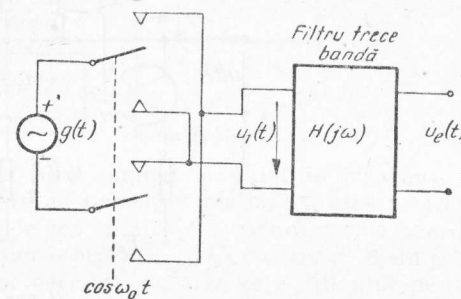 Filtru trece
bandă
+
g(t)
-
u₁(t)
H(jω)
uₑ(t)
cosω₀t